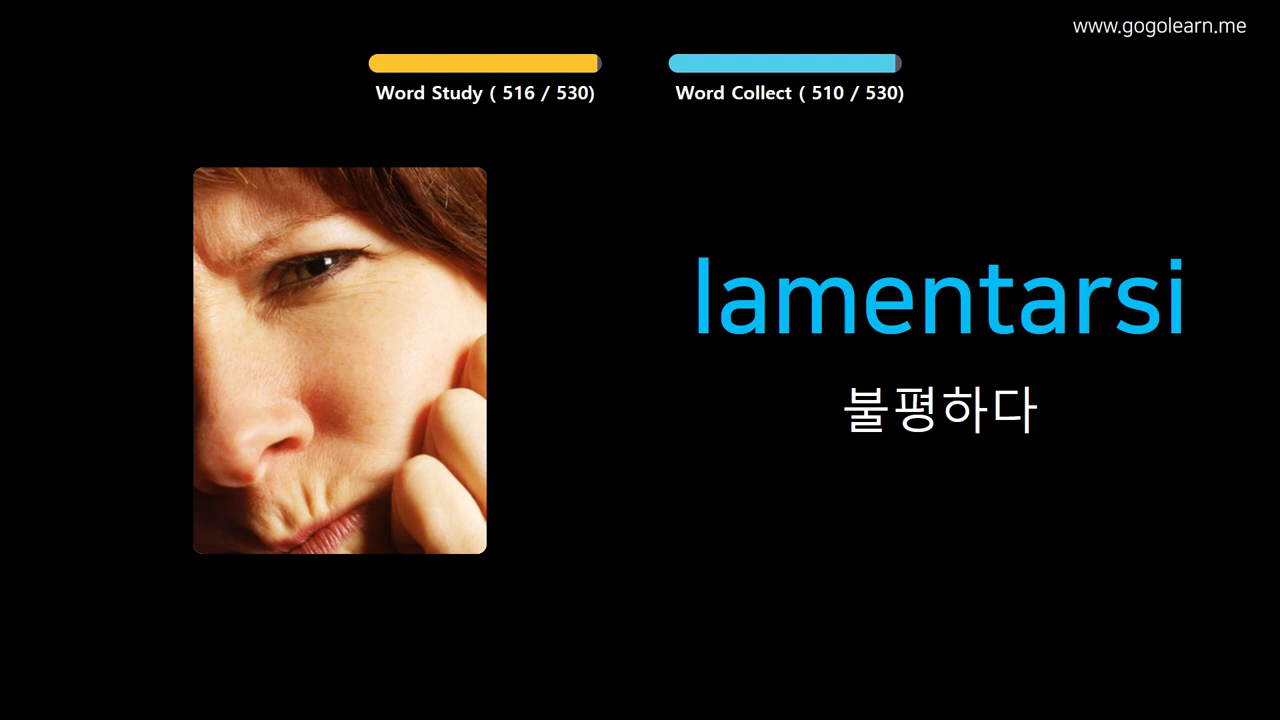 www.gogolearn.me
Word Study ( 516 / 530)
Word Collect ( 510 / 530)
lamentarsi
불평하다